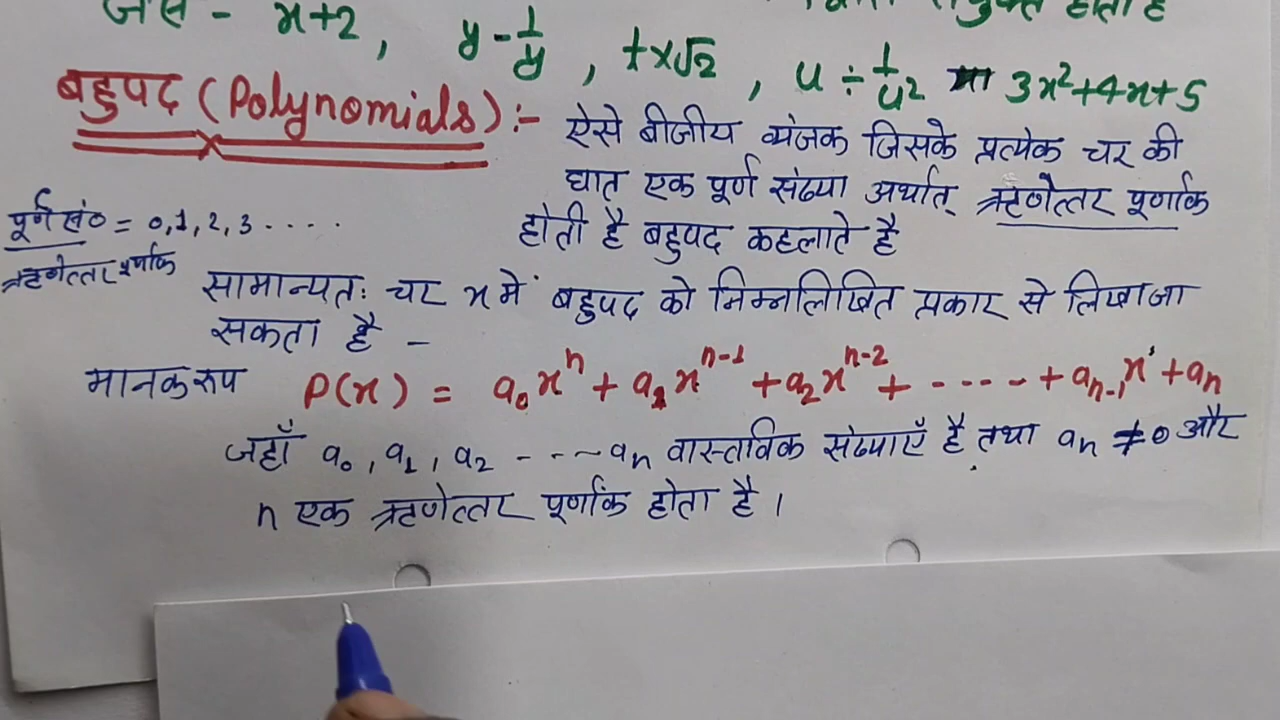 होता है
जैसे - x+2, y-1/y, t×√2, u÷1/u² या 3x²+4x+5
बहुपद (Polynomials) :- ऐसे बीजीय व्यंजक जिसके प्रत्येक चर की
घात एक पूर्ण संख्या अर्थात् ऋणेत्तर पूर्णांक
होती है बहुपद कहलाते है
पूर्ण सं० = 0,1,2,3 ....
ऋणेत्तर पूर्णांक
सामान्यतः चर x में बहुपद को निम्नलिखित प्रकार से लिखा जा
सकता है -
मानक रूप P(x) = a₀xⁿ + a₁xⁿ⁻¹ + a₂xⁿ⁻² + ----- + aₙ₋₁x¹ + aₙ
जहाँ a₀, a₁, a₂ ---- aₙ वास्तविक संख्याएँ है, तथा aₙ ≠ 0 और
n एक ऋणेत्तर पूर्णांक होता है।